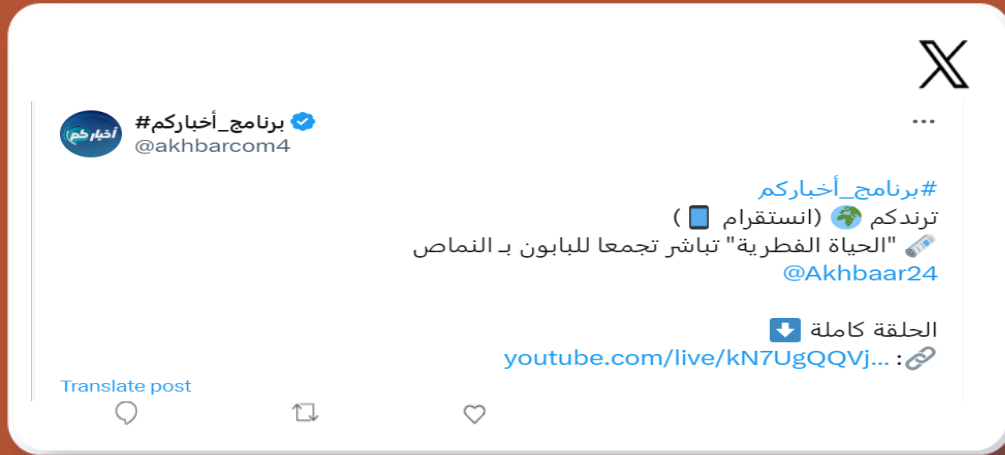 #برنامج_أخباركم
@akhbarcom4
أخباركم
#برنامج_أخباركم
ترندكم 🌍 (انستقرام 📱 )
🗞️ "الحياة الفطرية" تباشر تجمعا للبابون بـ النماص
@Akhbaar24
الحلقة كاملة ⬇️
🔗: youtube.com/live/kN7UgQQVj...
Translate post